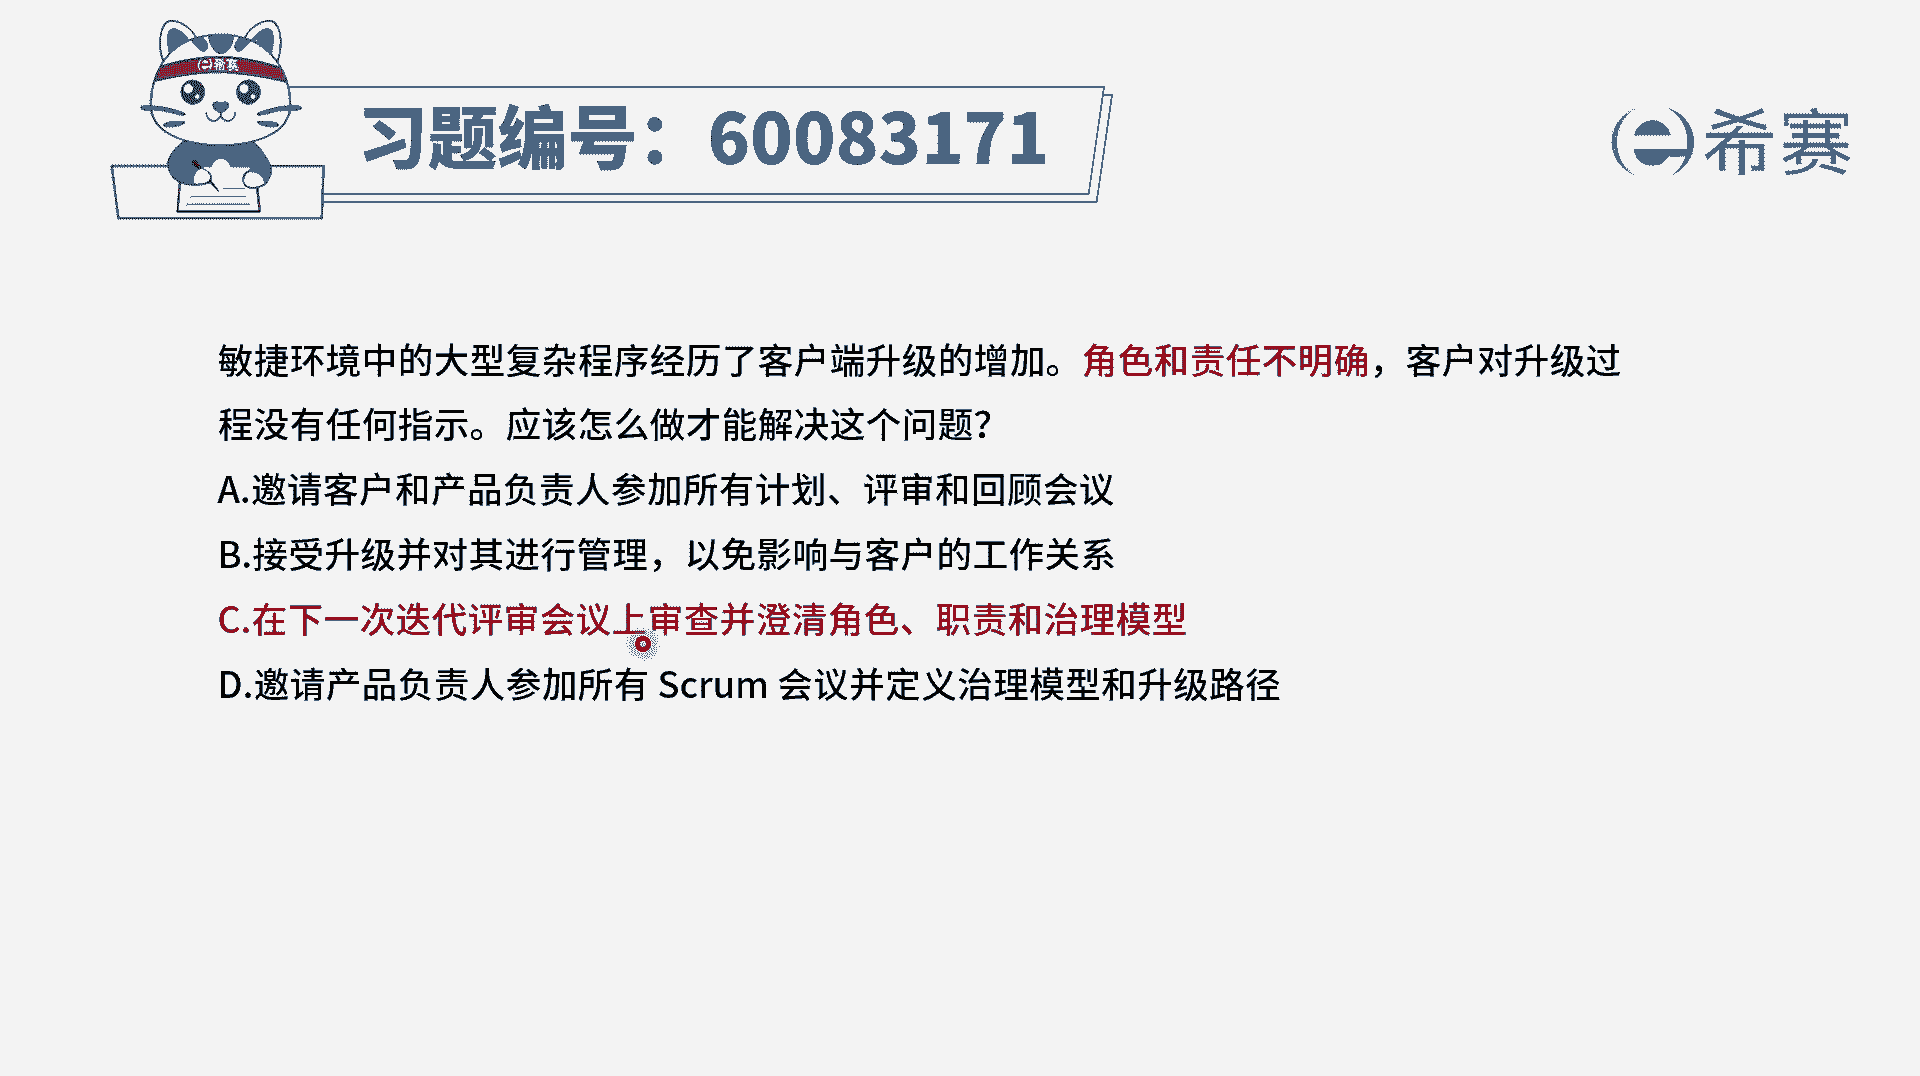 e希赛
习题编号：60083171
e希赛
敏捷环境中的大型复杂程序经历了客户端升级的增加。角色和责任不明确，客户对升级过
程没有任何指示。应该怎么做才能解决这个问题？
A.邀请客户和产品负责人参加所有计划、评审和回顾会议
B.接受升级并对其进行管理，以免影响与客户的工作关系
C.在下一次迭代评审会议上审查并澄清角色、职责和治理模型
D.邀请产品负责人参加所有 Scrum 会议并定义治理模型和升级路径